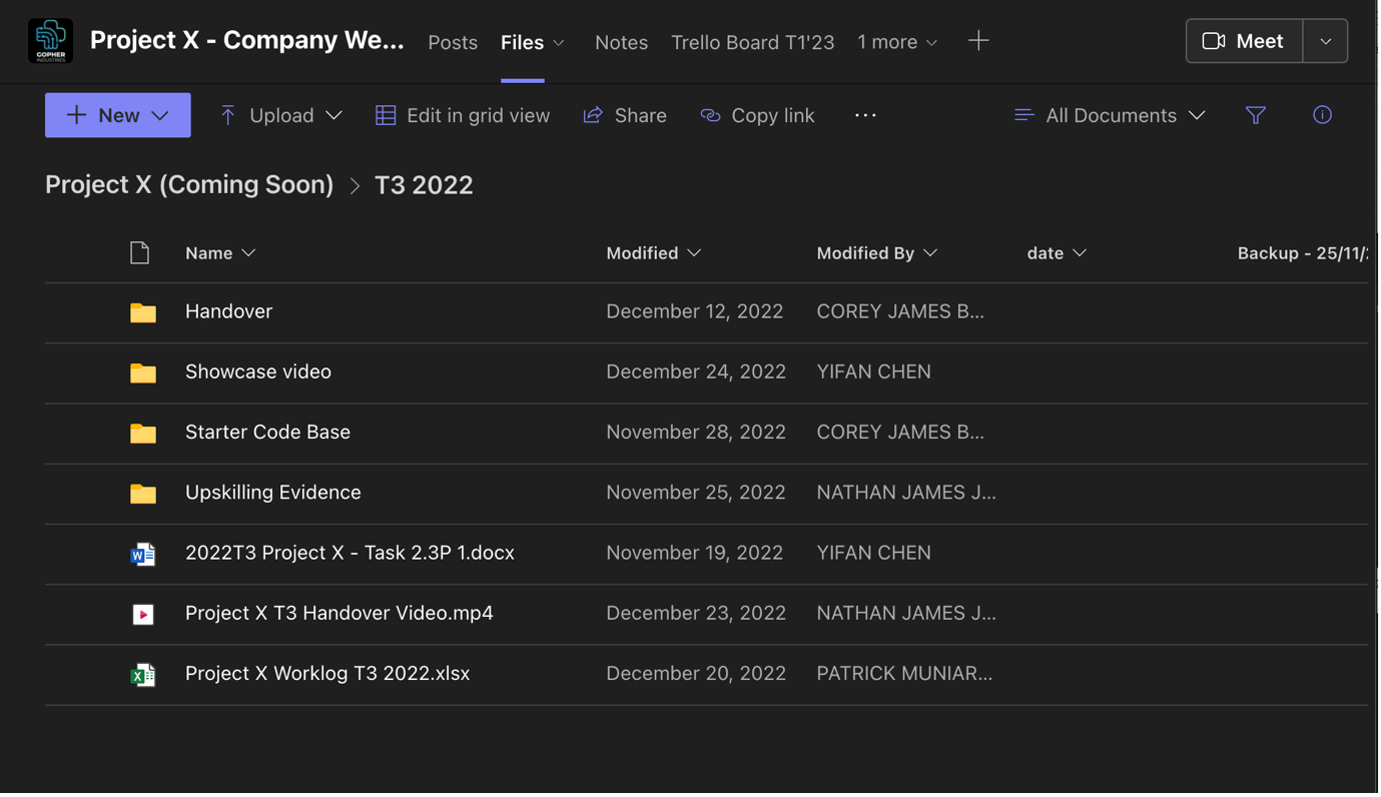 GOPHER
INDUSTRIES
Project X - Company We... Posts Files Notes Trello Board T1'23 1 more Meet
New Upload Edit in grid view Share Copy link ... All Documents
Project X (Coming Soon) > T3 2022
Name Modified Modified By date Backup - 25/11/
Handover December 12, 2022 COREY JAMES B...
Showcase video December 24, 2022 YIFAN CHEN
Starter Code Base November 28, 2022 COREY JAMES B...
Upskilling Evidence November 25, 2022 NATHAN JAMES J...
2022T3 Project X - Task 2.3P 1.docx November 19, 2022 YIFAN CHEN
Project X T3 Handover Video.mp4 December 23, 2022 NATHAN JAMES J...
Project X Worklog T3 2022.xlsx December 20, 2022 PATRICK MUNIAR...